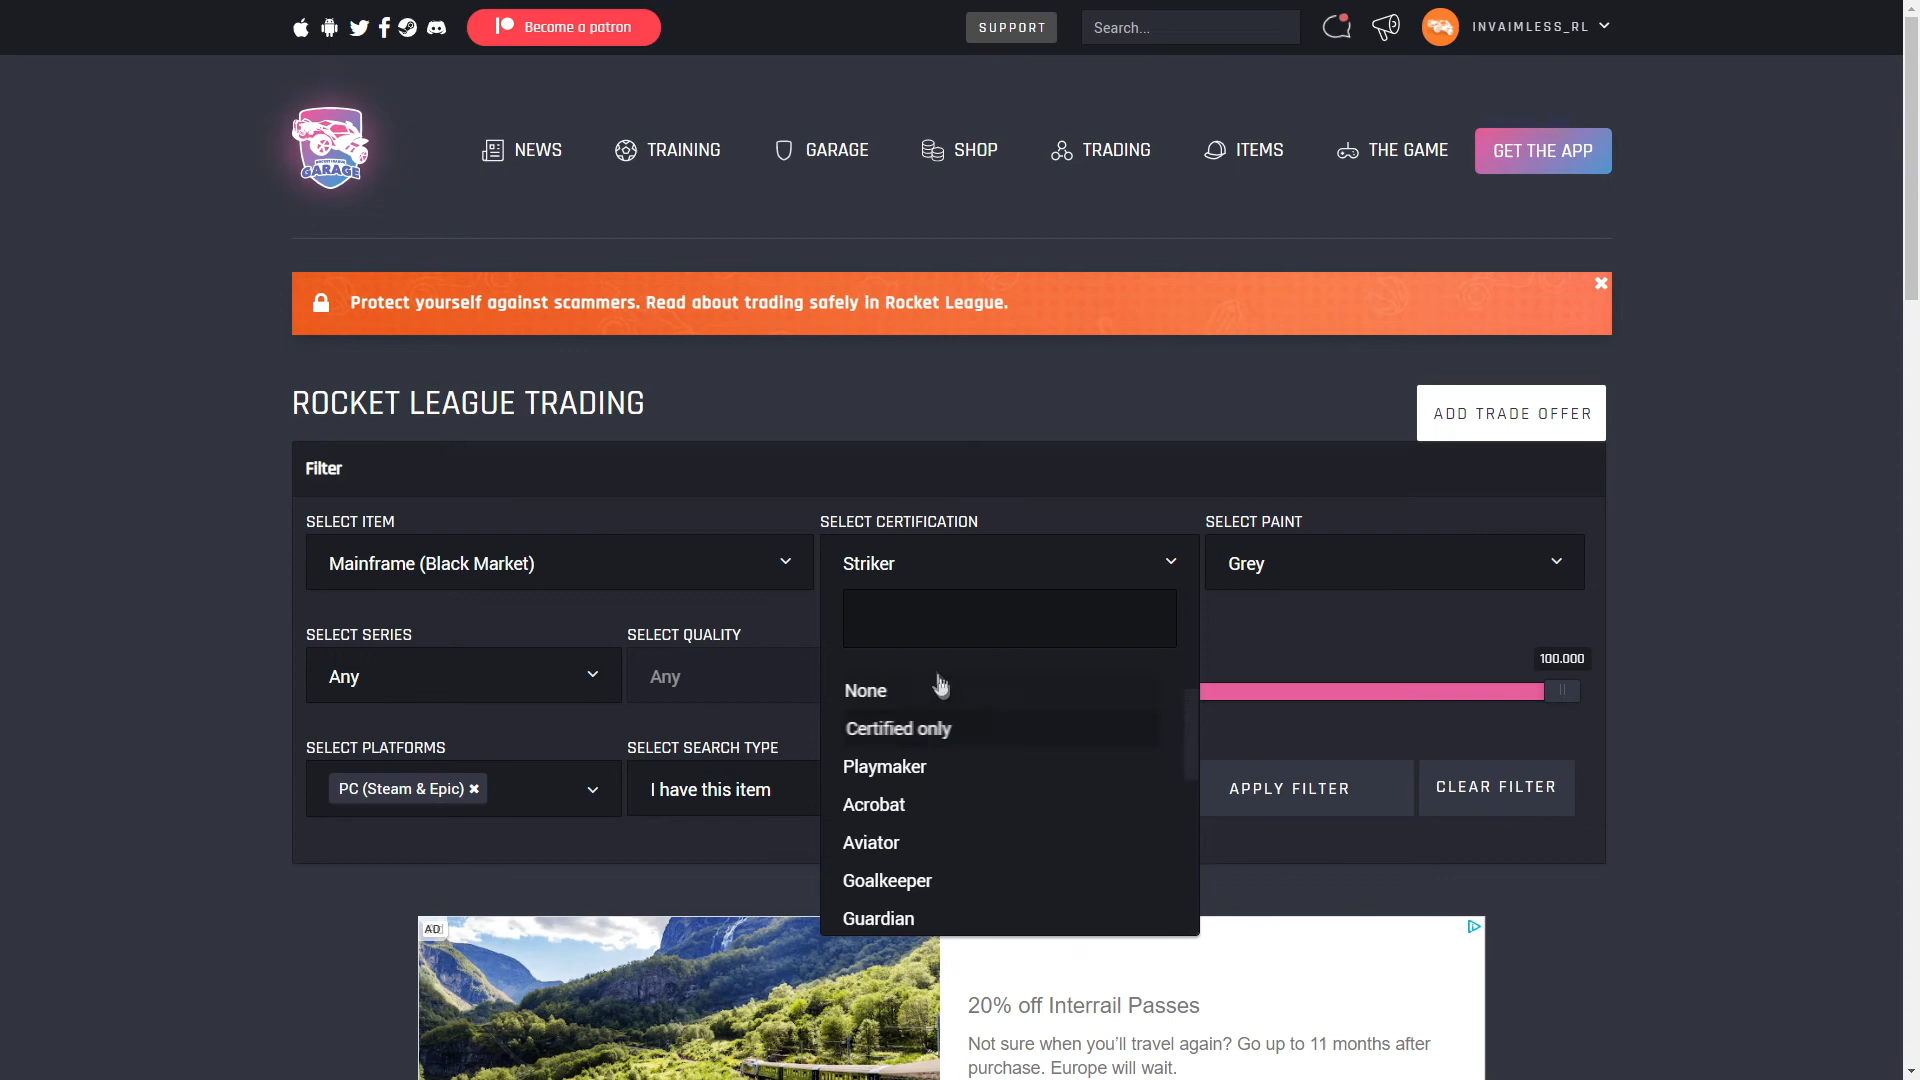 Become a patron
SUPPORT
Search...
INVAIMLESS_RL
ROCKET LEAGUE
GARAGE
NEWS
TRAINING
GARAGE
SHOP
TRADING
ITEMS
THE GAME
GET THE APP
Protect yourself against scammers. Read about trading safely in Rocket League.
ROCKET LEAGUE TRADING
ADD TRADE OFFER
Filter
SELECT ITEM
SELECT CERTIFICATION
SELECT PAINT
Mainframe (Black Market)
Striker
Grey
SELECT SERIES
SELECT QUALITY
100.000
Any
Any
None
Certified only
Playmaker
Acrobat
Aviator
Goalkeeper
Guardian
SELECT PLATFORMS
SELECT SEARCH TYPE
PC (Steam & Epic)
I have this item
APPLY FILTER
CLEAR FILTER
AD
20% off Interrail Passes
Not sure when you'll travel again? Go up to 11 months after
purchase. Europe will wait.